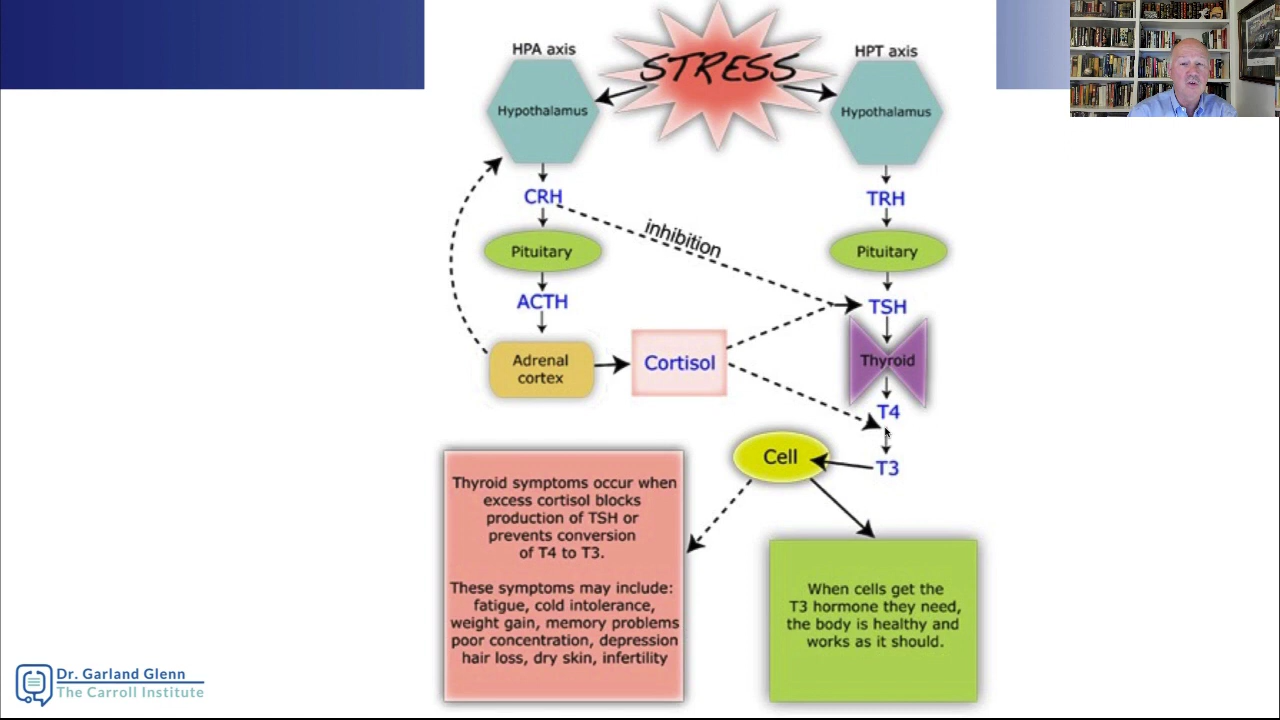 STRESS
HPA axis
HPT axis
Hypothalamus
Hypothalamus
CRH
TRH
inhibition
Pituitary
Pituitary
ACTH
TSH
Adrenal
cortex
Cortisol
Thyroid
T4
Cell
T3
Thyroid symptoms occur when
excess cortisol blocks
production of TSH or
prevents conversion
of T4 to T3.
These symptoms may include:
fatigue, cold intolerance,
weight gain, memory problems
poor concentration, depression
hair loss, dry skin, infertility
When cells get the
T3 hormone they need,
the body is healthy and
works as it should.
Dr. Garland Glenn
The Carroll Institute